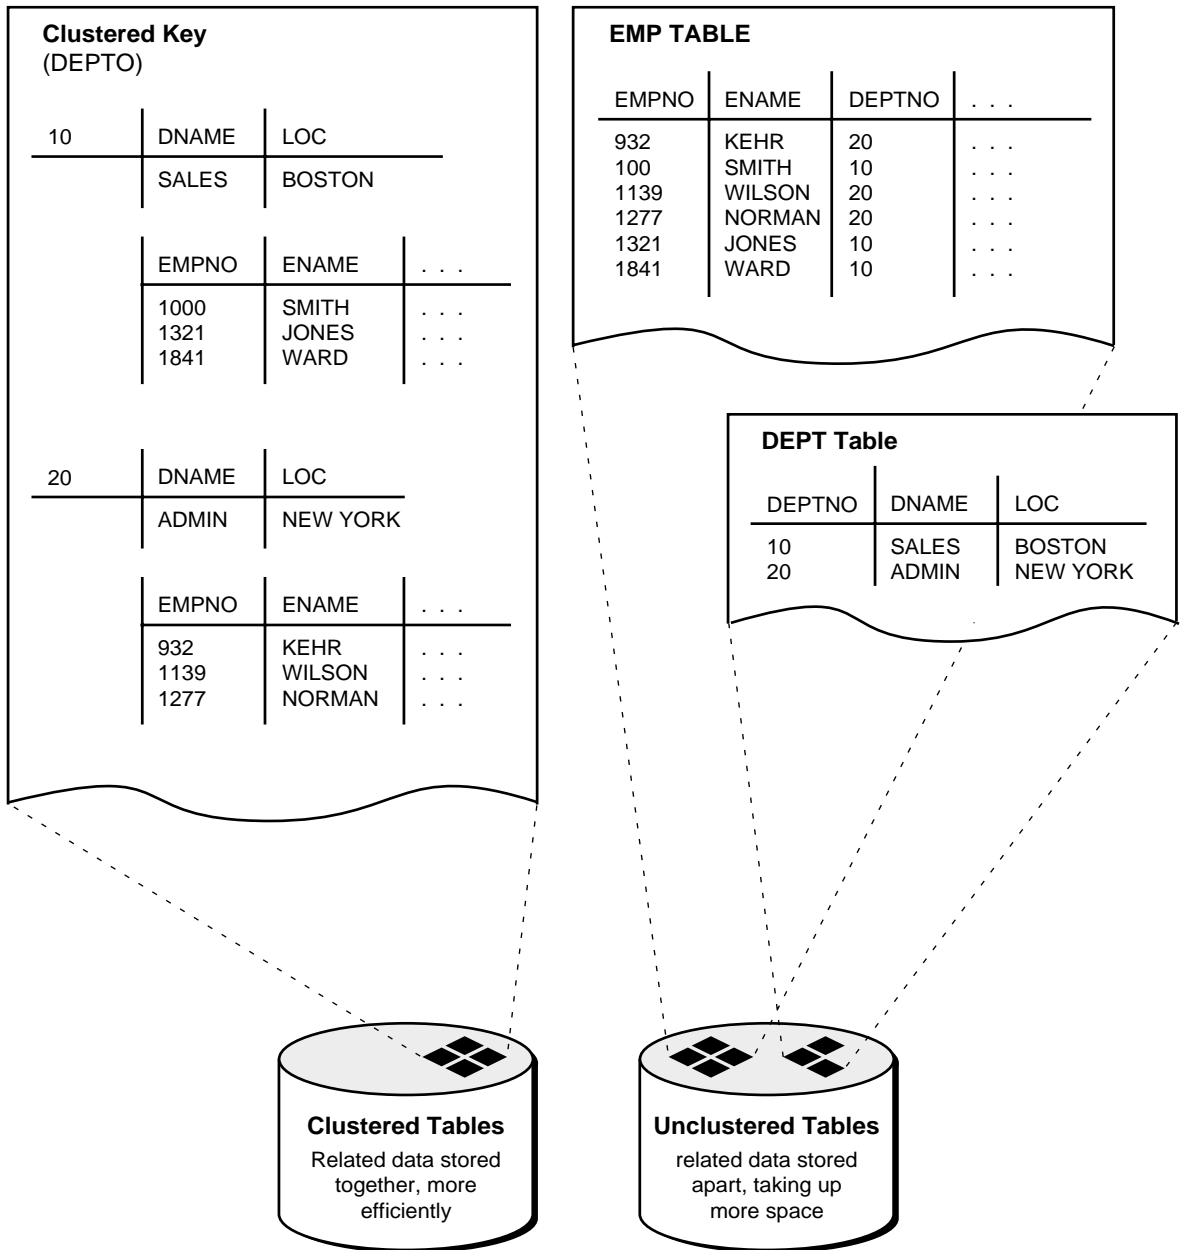 Clustered Key
(DEPTO)
10 DNAME LOC
SALES BOSTON
EMPNO ENAME . . .
1000 SMITH . . .
1321 JONES . . .
1841 WARD . . .
20 DNAME LOC
ADMIN NEW YORK
EMPNO ENAME . . .
932 KEHR . . .
1139 WILSON . . .
1277 NORMAN . . .
EMP TABLE
EMPNO ENAME DEPTNO . . .
932 KEHR 20 . . .
100 SMITH 10 . . .
1139 WILSON 20 . . .
1277 NORMAN 20 . . .
1321 JONES 10 . . .
1841 WARD 10 . . .
DEPT Table
DEPTNO DNAME LOC
10 SALES BOSTON
20 ADMIN NEW YORK
Clustered Tables
Related data stored
together, more
efficiently
Unclustered Tables
related data stored
apart, taking up
more space